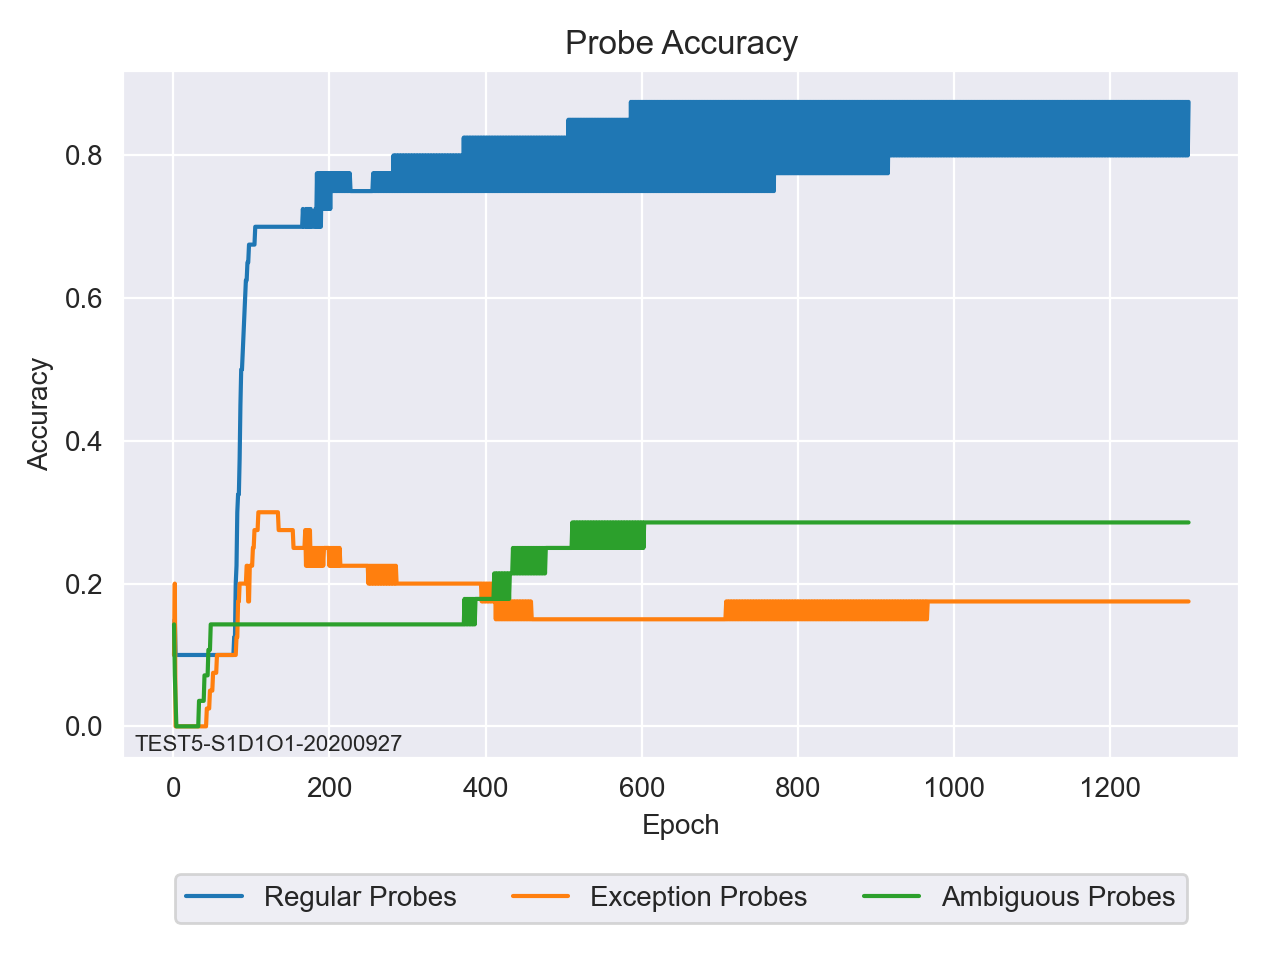 Probe Accuracy
Accuracy
0.8
0.6
0.4
0.2
0.0
TEST5-S1D1O1-20200927
0 200 400 600 800 1000 1200
Epoch
Regular Probes Exception Probes Ambiguous Probes